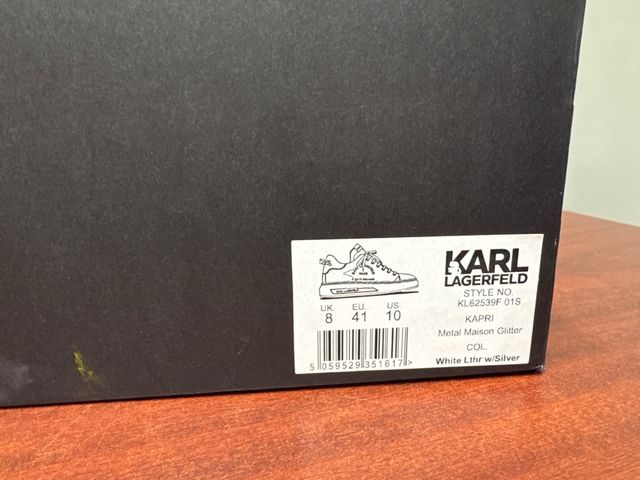 KARL
LAGERFELD
STYLE NO.
KL62539F 01S
KAPRI
Metal Maison Glitter
COL.
White Lthr w/Silver
UK. EU. US.
8 41 10
5 059529 351617 >